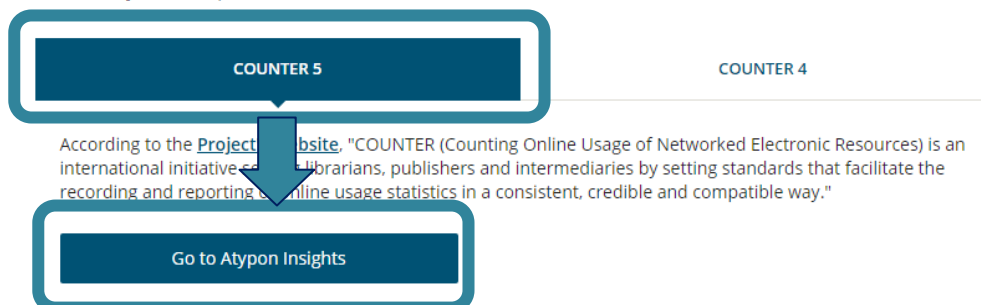 COUNTER 5
COUNTER 4
According to the Project bsite, "COUNTER (Counting Online Usage of Networked Electronic Resources) is an
international initiative librarians, publishers and intermediaries by setting standards that facilitate the
recording and reporting nline usage statistics in a consistent, credible and compatible way."
Go to Atypon Insights